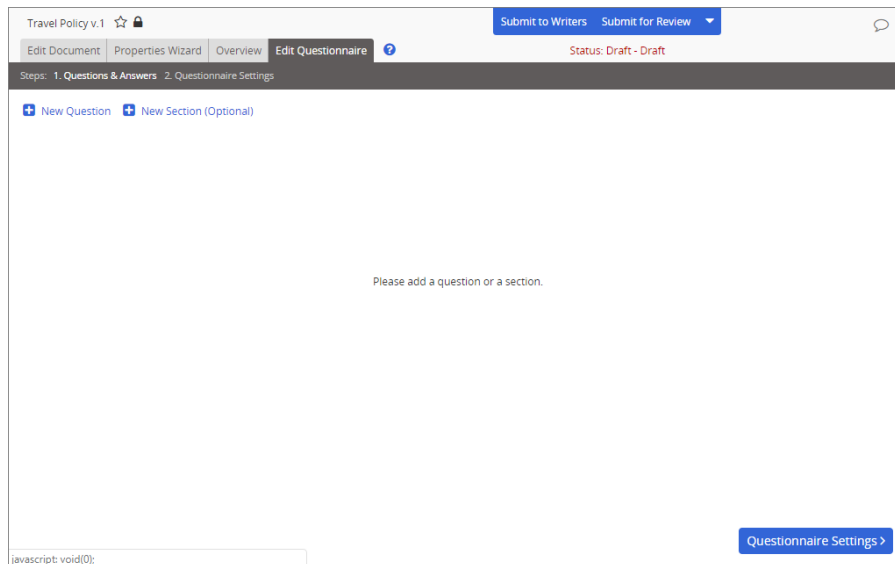 Travel Policy v.1
Submit to Writers Submit for Review
Edit Document Properties Wizard Overview Edit Questionnaire ?
Status: Draft - Draft
Steps: 1. Questions & Answers 2. Questionnaire Settings
New Question New Section (Optional)
Please add a question or a section.
Questionnaire Settings >
javascript: void(0);